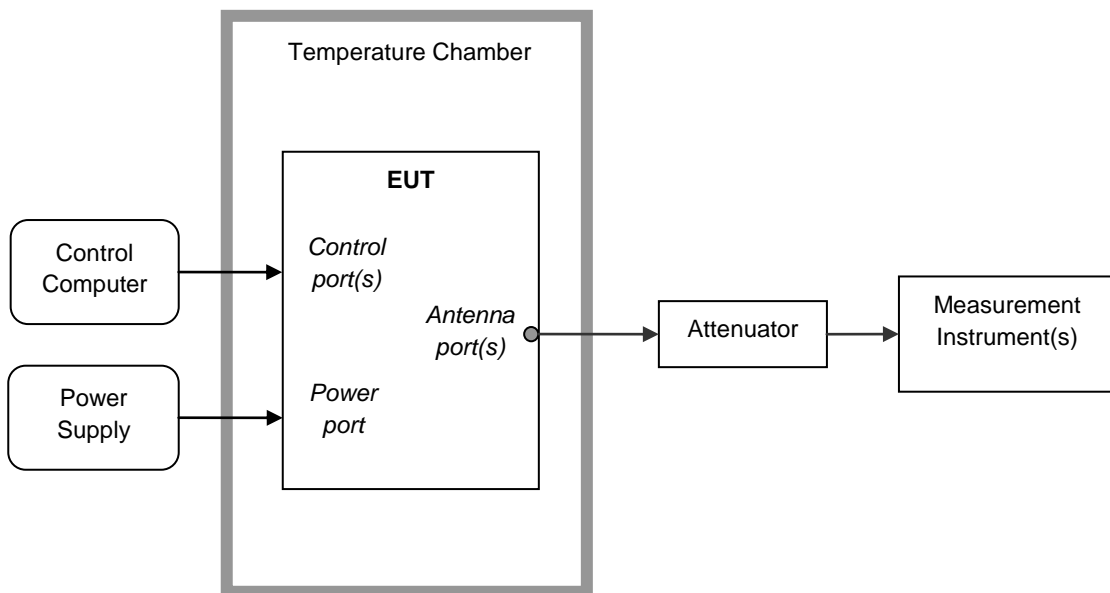 Temperature Chamber
EUT
Control
Computer
Control
port(s)
Antenna
port(s)
Attenuator
Measurement
Instrument(s)
Power
Supply
Power
port